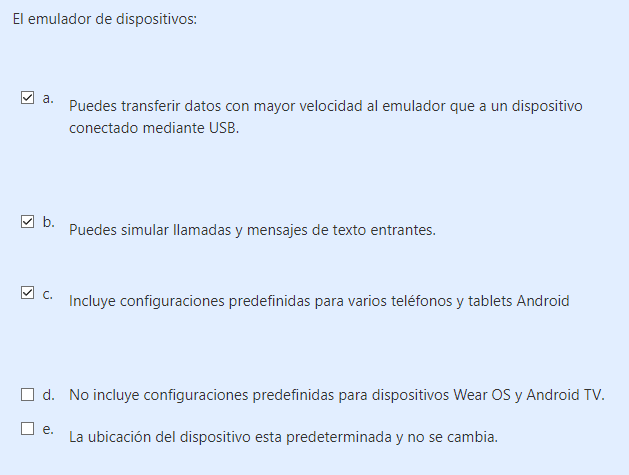 El emulador de dispositivos:
a. Puedes transferir datos con mayor velocidad al emulador que a un dispositivo
conectado mediante USB.
b. Puedes simular llamadas y mensajes de texto entrantes.
c. Incluye configuraciones predefinidas para varios teléfonos y tablets Android
d. No incluye configuraciones predefinidas para dispositivos Wear OS y Android TV.
e. La ubicación del dispositivo esta predeterminada y no se cambia.